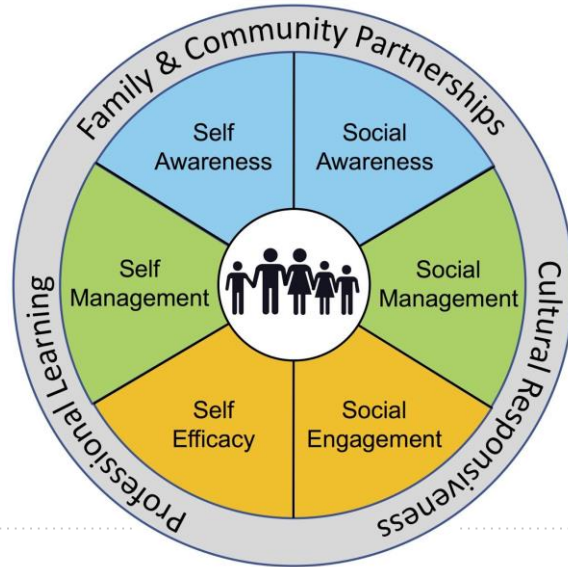 Family & Community Partnerships
Self
Awareness
Social
Awareness
Self
Management
Social
Management
Self
Efficacy
Social
Engagement
Professional Learning
Cultural Responsiveness